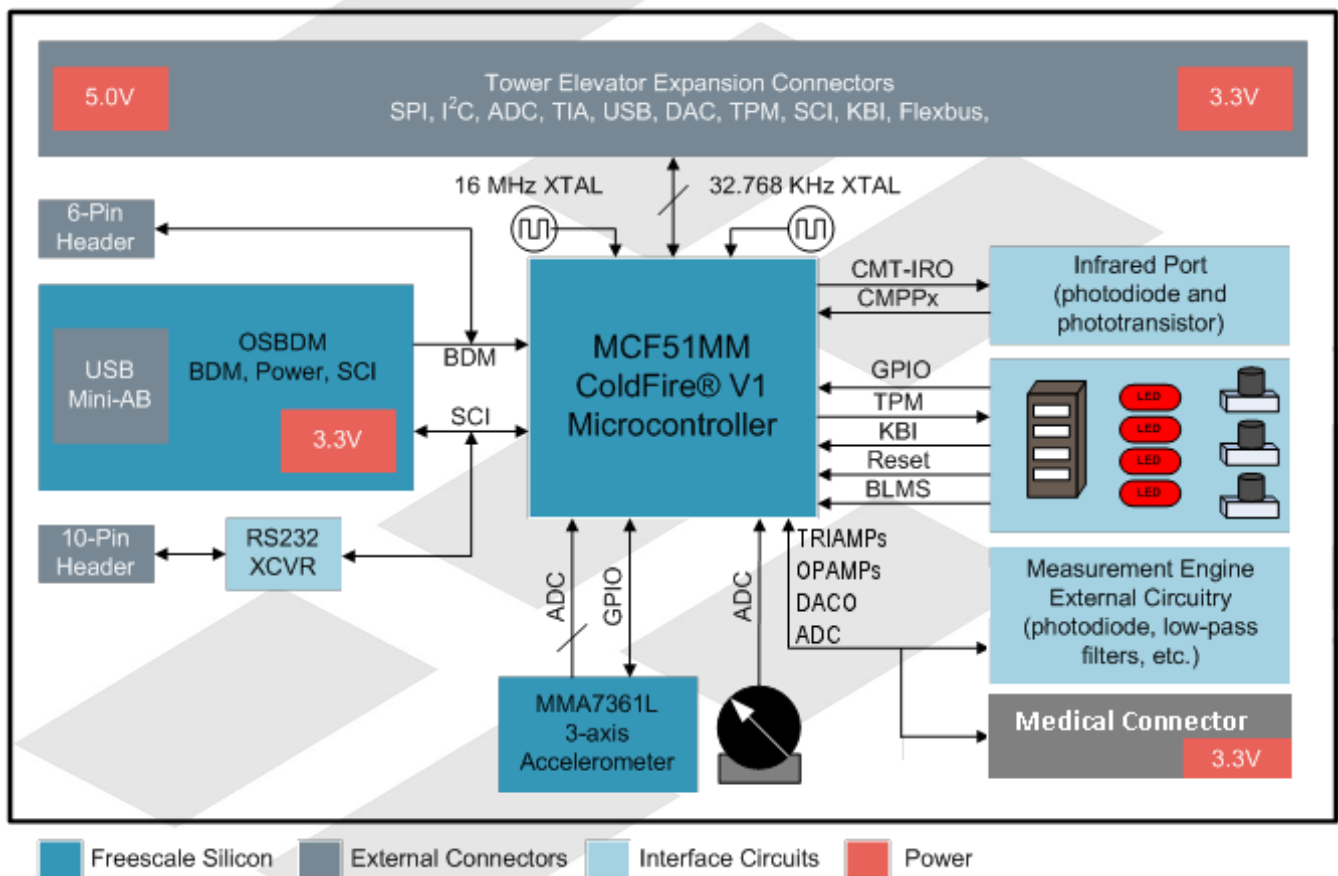 5.0V
Tower Elevator Expansion Connectors
SPI, I²C, ADC, TIA, USB, DAC, TPM, SCI, KBI, Flexbus,
3.3V
16 MHz XTAL
32.768 KHz XTAL
6-Pin
Header
USB
Mini-AB
OSBDM
BDM, Power, SCI
3.3V
BDM
SCI
10-Pin
Header
RS232
XCVR
MCF51MM
ColdFire® V1
Microcontroller
CMT-IRO
CMPPx
Infrared Port
(photodiode and
phototransistor)
GPIO
TPM
KBI
Reset
BLMS
LED
LED
LED
LED
ADC
GPIO
ADC
TRIAMPs
OPAMPs
DACO
ADC
Measurement Engine
External Circuitry
(photodiode, low-pass
filters, etc.)
MMA7361L
3-axis
Accelerometer
Medical Connector
3.3V
Freescale Silicon
External Connectors
Interface Circuits
Power